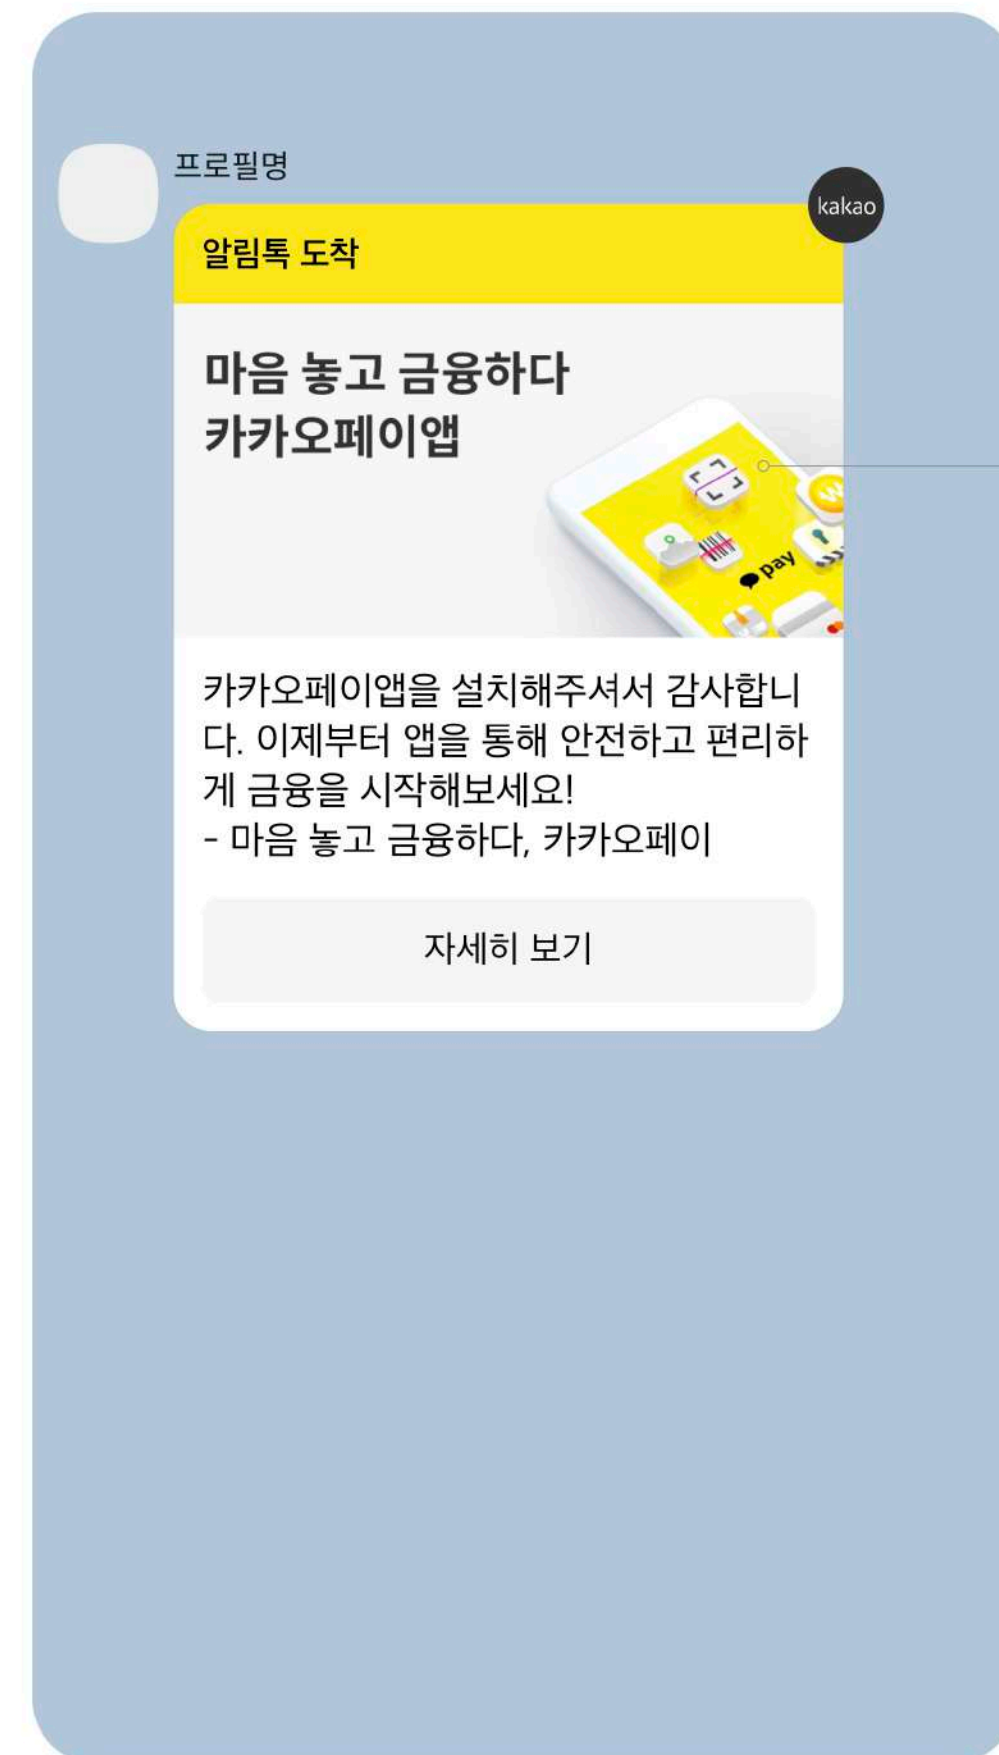 프로필명
kakao
알림톡 도착
마음 놓고 금융하다
카카오페이앱
pay
카카오페이앱을 설치해주셔서 감사합니
다. 이제부터 앱을 통해 안전하고 편리하
게 금융을 시작해보세요!
- 마음 놓고 금융하다, 카카오페이
자세히 보기